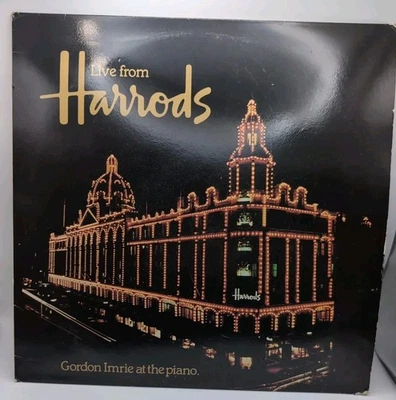 Live from
Harrods
Harrods
Gordon Imrie at the piano.